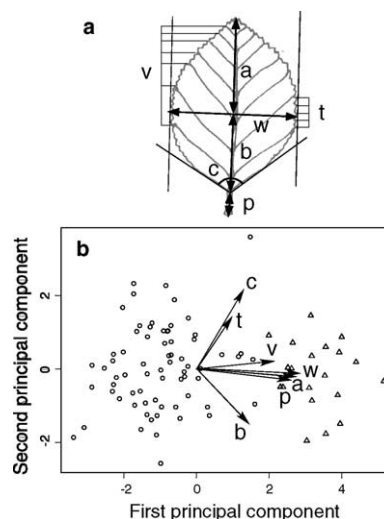 a
v
a
t
w
b
c
p
b
Second principal component
2
0
-2
c
t
v
w
a
p
b
-2 0 2 4
First principal component